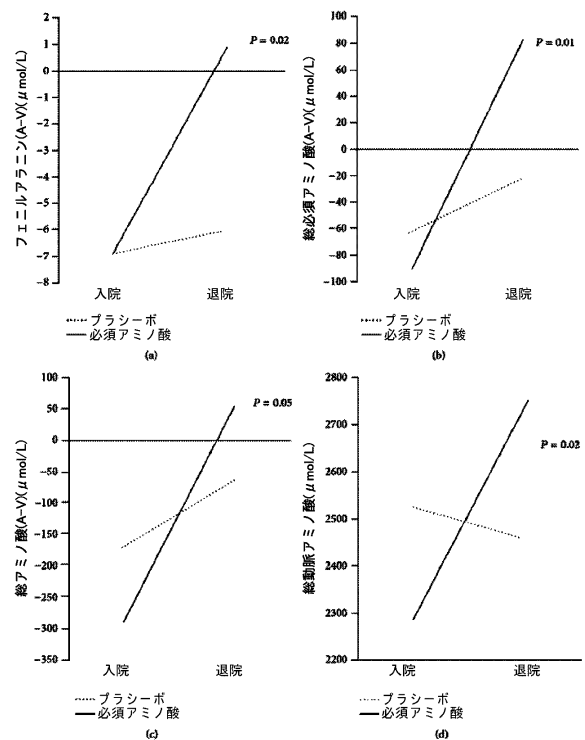 フェニルアラニン(A–V)(μmol/L)
2
1
0
−1
−2
−3
−4
−5
−6
−7
−8
P = 0.02
入院
退院
プラシーボ
必須アミノ酸
(a)
総必須アミノ酸(A–V)(μmol/L)
100
80
60
40
20
0
−20
−40
−60
−80
−100
P = 0.01
入院
退院
プラシーボ
必須アミノ酸
(b)
総アミノ酸(A–V)(μmol/L)
100
50
0
−50
−100
−150
−200
−250
−300
−350
P = 0.05
入院
退院
プラシーボ
必須アミノ酸
(c)
総動脈アミノ酸(μmol/L)
2800
2700
2600
2500
2400
2300
2200
P = 0.02
入院
退院
プラシーボ
必須アミノ酸
(d)